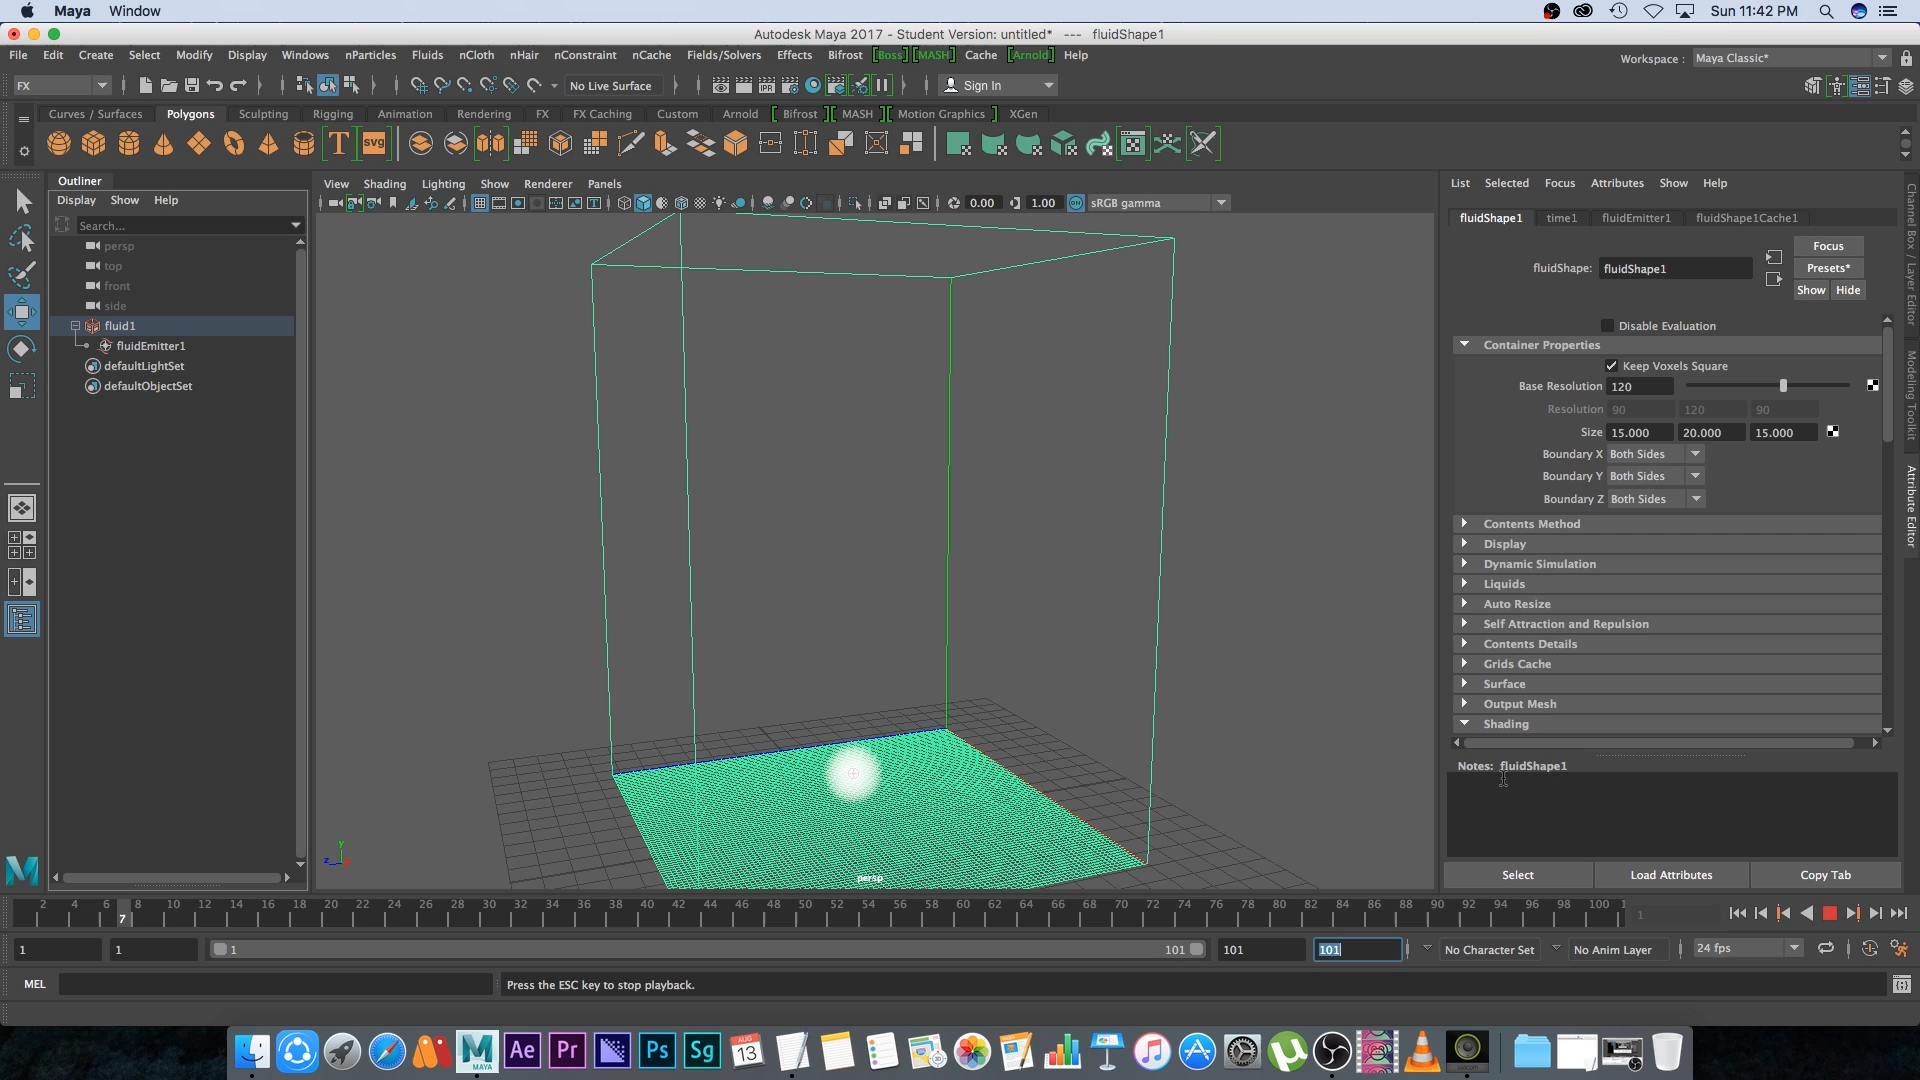 Maya Window Sun 11:42 PM
Autodesk Maya 2017 - Student Version: untitled* --- fluidShape1
File Edit Create Select Modify Display Windows nParticles Fluids nCloth nHair nConstraint nCache Fields/Solvers Effects Bifrost [Boss] [MASH] Cache [Arnold] Help Workspace : Maya Classic*
FX No Live Surface Sign In
Curves / Surfaces Polygons Sculpting Rigging Animation Rendering FX FX Caching Custom Arnold [ Bifrost ] [ MASH ] [ Motion Graphics ] XGen
T svg IPR
Outliner
Display Show Help
Search...
persp
top
front
side
fluid1
fluidEmitter1
defaultLightSet
defaultObjectSet
View Shading Lighting Show Renderer Panels
0.00 1.00 ON sRGB gamma
y
z
persp
List Selected Focus Attributes Show Help
fluidShape1 time1 fluidEmitter1 fluidShape1Cache1
Focus
fluidShape: fluidShape1 Presets*
Show Hide
Disable Evaluation
Container Properties
Keep Voxels Square
Base Resolution 120
Resolution 90 120 90
Size 15.000 20.000 15.000
Boundary X Both Sides
Boundary Y Both Sides
Boundary Z Both Sides
Contents Method
Display
Dynamic Simulation
Liquids
Auto Resize
Self Attraction and Repulsion
Contents Details
Grids Cache
Surface
Output Mesh
Shading
Notes: fluidShape1
Select Load Attributes Copy Tab
Channel Box / Layer Editor
Modeling Toolkit
Attribute Editor
2 4 6 8 10 12 14 16 18 20 22 24 26 28 30 32 34 36 38 40 42 44 46 48 50 52 54 56 58 60 62 64 66 68 70 72 74 76 78 80 82 84 86 88 90 92 94 96 98 100 1
7 1
1 1 1 101 101 101 No Character Set No Anim Layer 24 fps
MEL Press the ESC key to stop playback.
M MAYA Ae Pr Ps Sg AUG 13